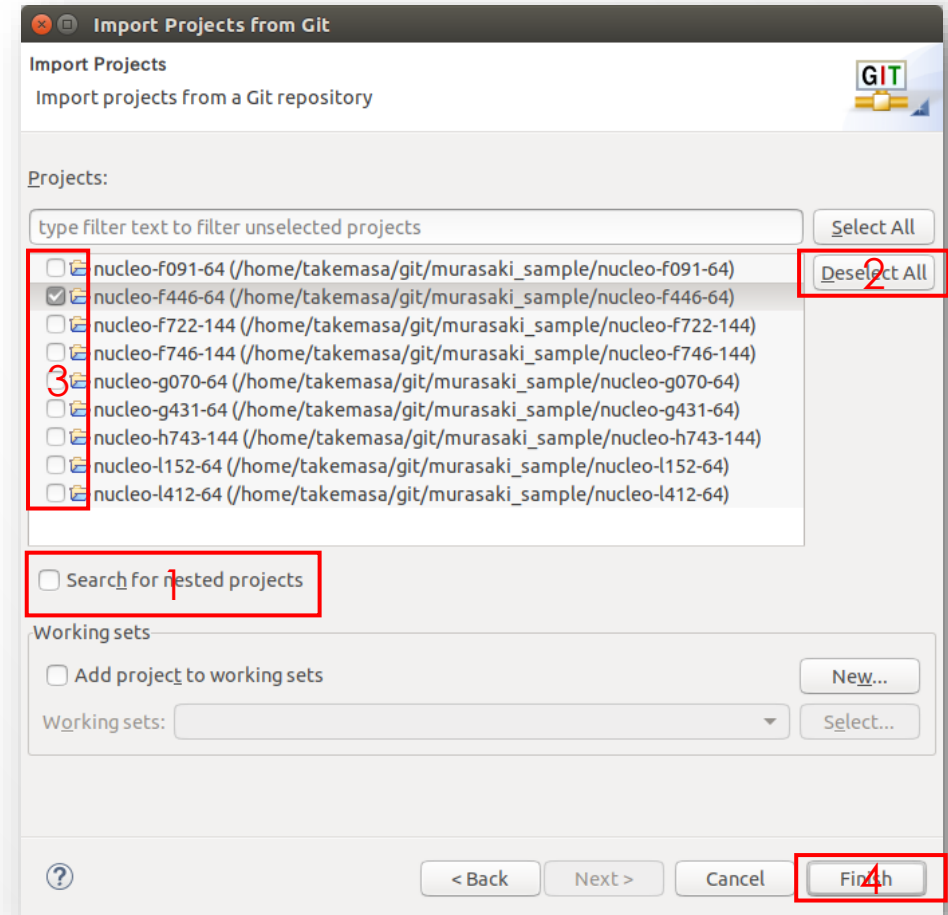 Import Projects from Git
Import Projects
Import projects from a Git repository
GIT
Projects:
type filter text to filter unselected projects
Select All
nucleo-f091-64 (/home/takemasa/git/murasaki_sample/nucleo-f091-64)
Deselect All
2
nucleo-f446-64 (/home/takemasa/git/murasaki_sample/nucleo-f446-64)
nucleo-f722-144 (/home/takemasa/git/murasaki_sample/nucleo-f722-144)
nucleo-f746-144 (/home/takemasa/git/murasaki_sample/nucleo-f746-144)
3
nucleo-g070-64 (/home/takemasa/git/murasaki_sample/nucleo-g070-64)
nucleo-g431-64 (/home/takemasa/git/murasaki_sample/nucleo-g431-64)
nucleo-h743-144 (/home/takemasa/git/murasaki_sample/nucleo-h743-144)
nucleo-l152-64 (/home/takemasa/git/murasaki_sample/nucleo-l152-64)
nucleo-l412-64 (/home/takemasa/git/murasaki_sample/nucleo-l412-64)
Search for nested projects
1
Working sets
Add project to working sets
New...
Working sets:
Select...
?
< Back
Next >
Cancel
Finish
4